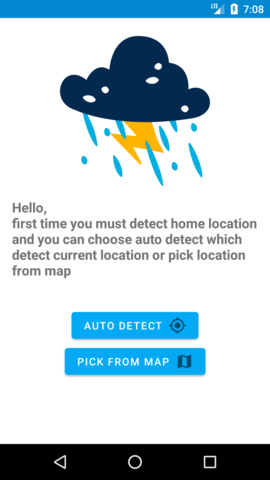 LTE 7:08
Hello,
first time you must detect home location
and you can choose auto detect which
detect current location or pick location
from map
AUTO DETECT
PICK FROM MAP